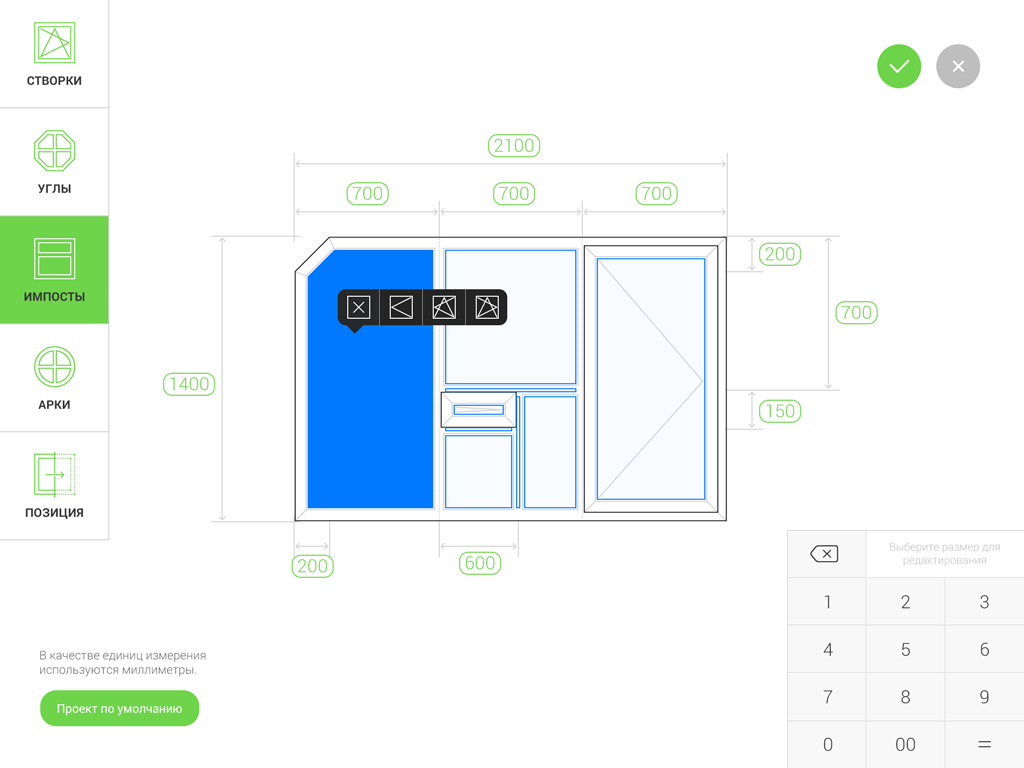 СТВОРКИ
УГЛЫ
ИМПОСТЫ
АРКИ
ПОЗИЦИЯ
2100
700
700
700
200
700
1400
150
200
600
В качестве единиц измерения
используются миллиметры.
Проект по умолчанию
Выберите размер для
редактирования
1 2 3
4 5 6
7 8 9
0 00 =